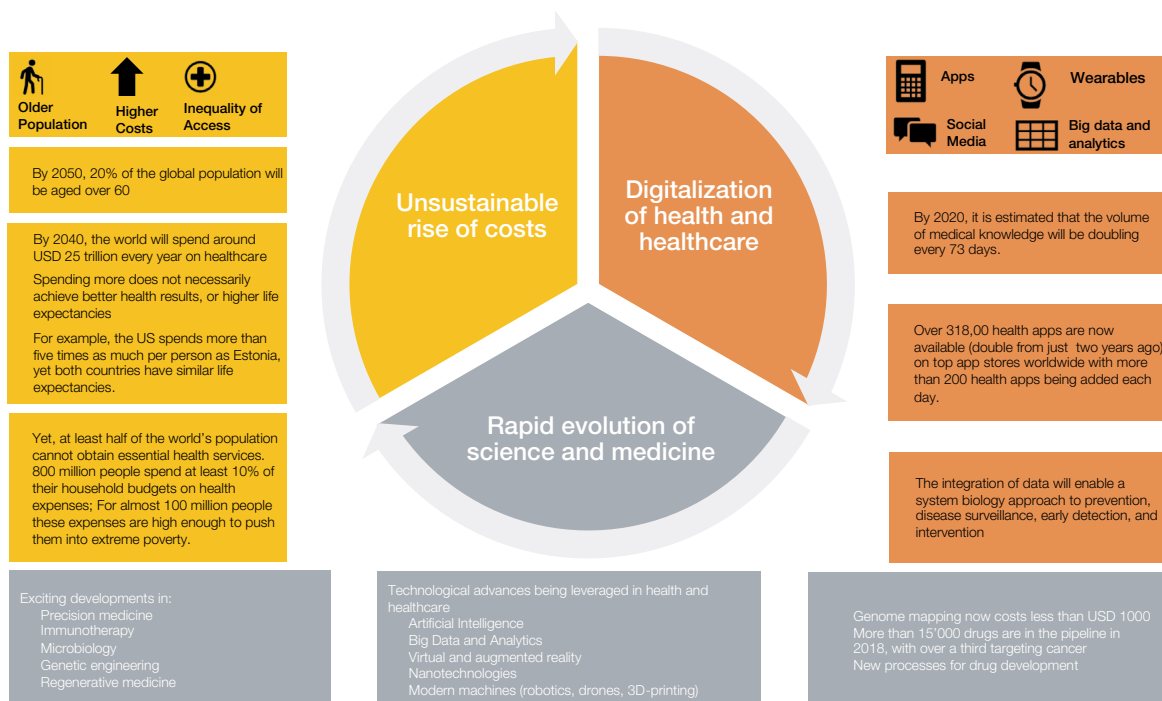 Older
Population
Higher
Costs
Inequality of
Access
By 2050, 20% of the global population will
be aged over 60
By 2040, the world will spend around
USD 25 trillion every year on healthcare
Spending more does not necessarily
achieve better health results, or higher life
expectancies
For example, the US spends more than
five times as much per person as Estonia,
yet both countries have similar life
expectancies.
Yet, at least half of the world's population
cannot obtain essential health services.
800 million people spend at least 10% of
their household budgets on health
expenses; For almost 100 million people
these expenses are high enough to push
them into extreme poverty.
Unsustainable
rise of costs
Digitalization
of health and
healthcare
Rapid evolution of
science and medicine
Apps
Wearables
Social
Media
Big data and
analytics
By 2020, it is estimated that the volume
of medical knowledge will be doubling
every 73 days.
Over 318,00 health apps are now
available (double from just two years ago)
on top app stores worldwide with more
than 200 health apps being added each
day.
The integration of data will enable a
system biology approach to prevention,
disease surveillance, early detection, and
intervention
Exciting developments in:
Precision medicine
Immunotherapy
Microbiology
Genetic engineering
Regenerative medicine
Technological advances being leveraged in health and
healthcare
Artificial Intelligence
Big Data and Analytics
Virtual and augmented reality
Nanotechnologies
Modern machines (robotics, drones, 3D-printing)
Genome mapping now costs less than USD 1000
More than 15'000 drugs are in the pipeline in
2018, with over a third targeting cancer
New processes for drug development